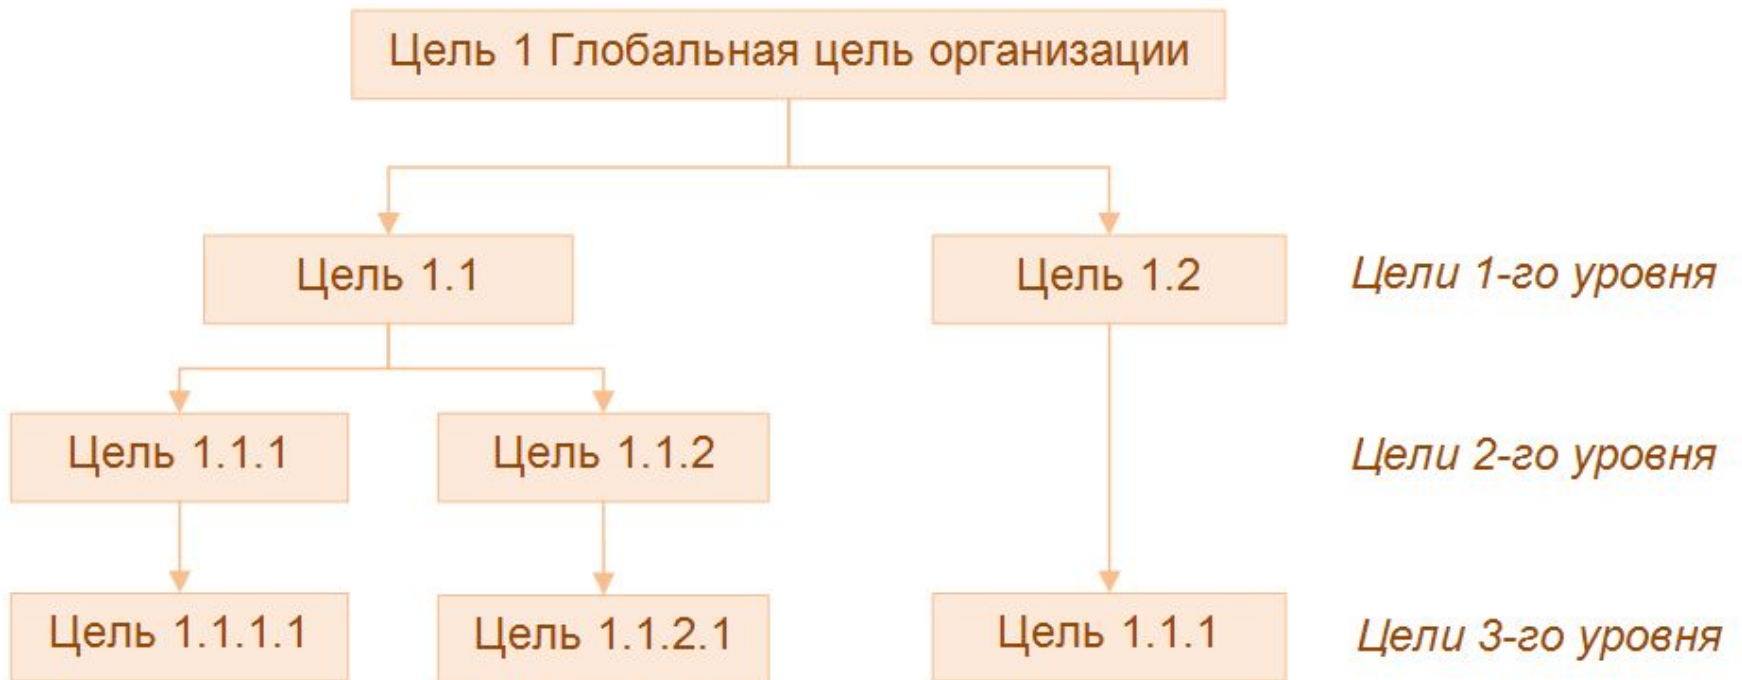 Цель 1 Глобальная цель организации
Цель 1.1
Цель 1.2
Цели 1-го уровня
Цель 1.1.1
Цель 1.1.2
Цели 2-го уровня
Цель 1.1.1.1
Цель 1.1.2.1
Цель 1.1.1
Цели 3-го уровня